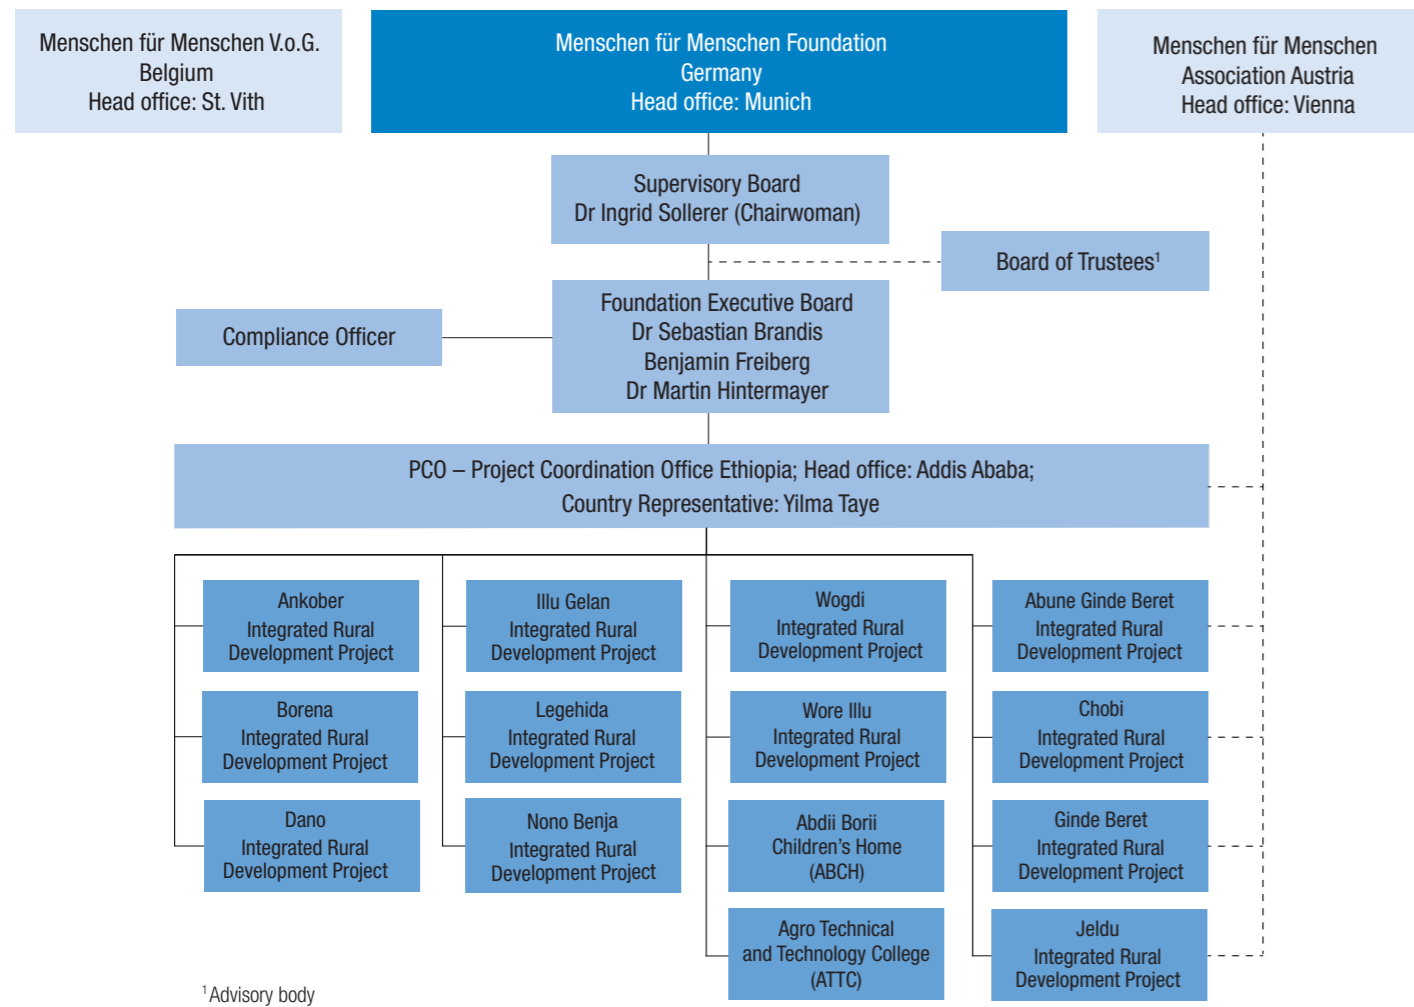 Menschen für Menschen V.o.G.
Belgium
Head office: St. Vith
Menschen für Menschen Foundation
Germany
Head office: Munich
Menschen für Menschen
Association Austria
Head office: Vienna
Supervisory Board
Dr Ingrid Sollerer (Chairwoman)
Board of Trustees¹
Compliance Officer
Foundation Executive Board
Dr Sebastian Brandis
Benjamin Freiberg
Dr Martin Hintermayer
PCO – Project Coordination Office Ethiopia; Head office: Addis Ababa;
Country Representative: Yilma Taye
Ankober
Integrated Rural
Development Project
Illu Gelan
Integrated Rural
Development Project
Wogdi
Integrated Rural
Development Project
Abune Ginde Beret
Integrated Rural
Development Project
Borena
Integrated Rural
Development Project
Legehida
Integrated Rural
Development Project
Wore Illu
Integrated Rural
Development Project
Chobi
Integrated Rural
Development Project
Dano
Integrated Rural
Development Project
Nono Benja
Integrated Rural
Development Project
Abdii Borii
Children's Home
(ABCH)
Ginde Beret
Integrated Rural
Development Project
Agro Technical
and Technology College
(ATTC)
Jeldu
Integrated Rural
Development Project
¹ Advisory body